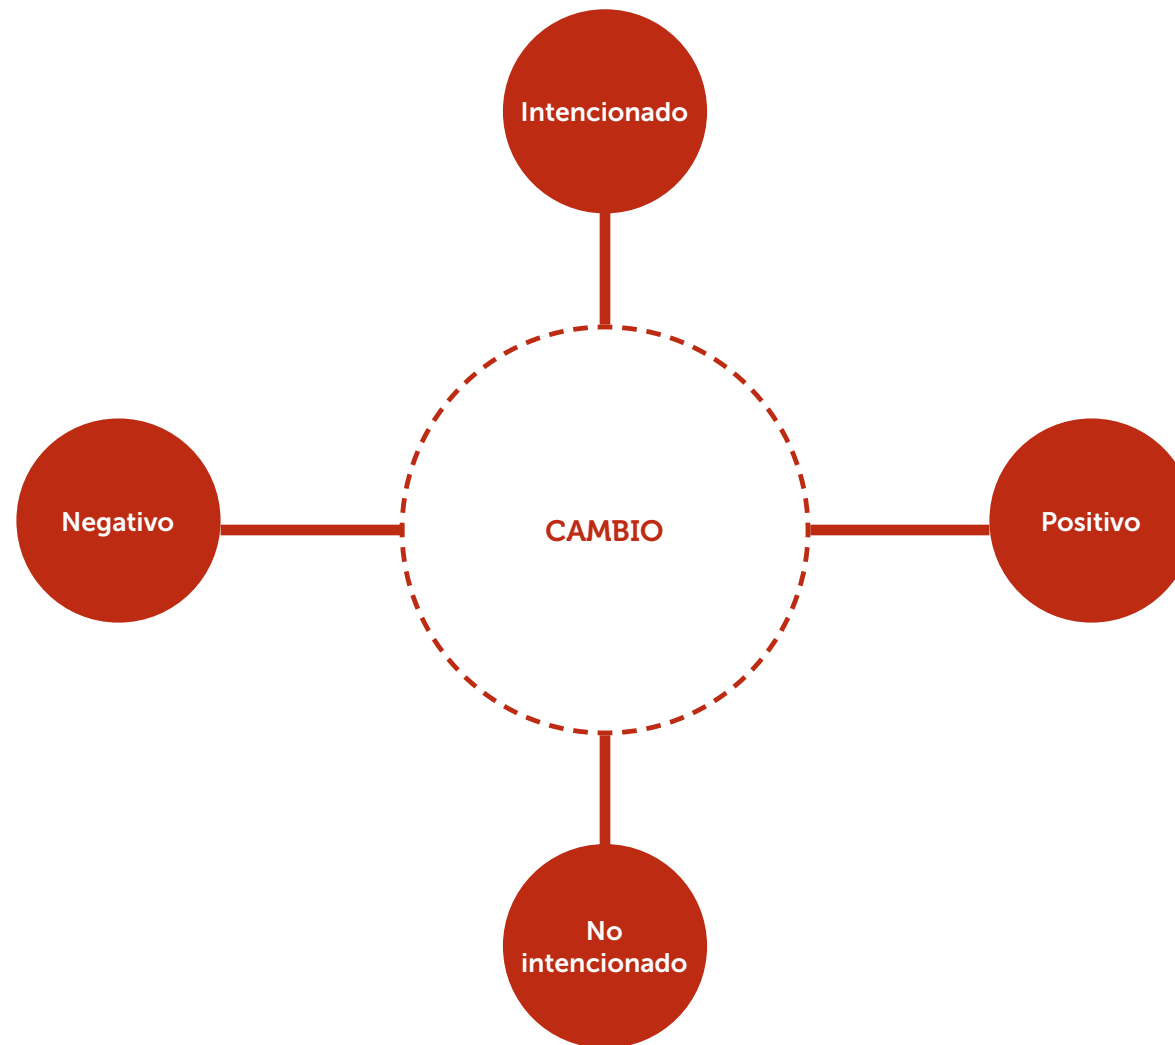 Intencionado
Negativo
CAMBIO
Positivo
No
intencionado